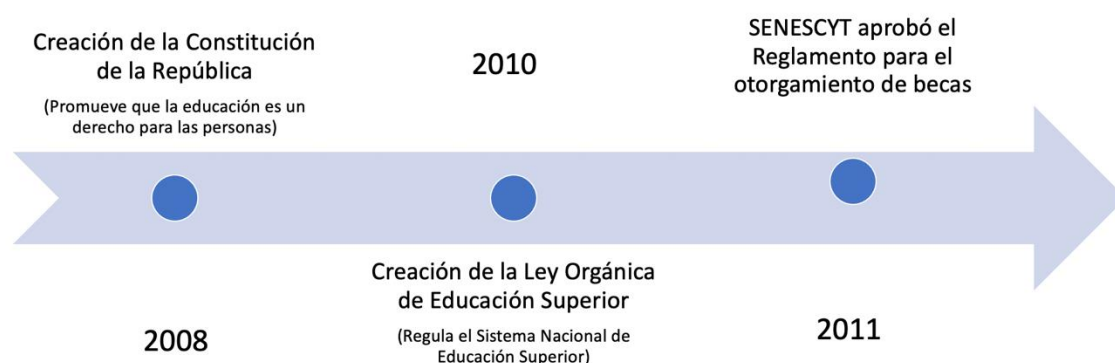 Creación de la Constitución
de la República
(Promueve que la educación es un
derecho para las personas)
2008
2010
Creación de la Ley Orgánica
de Educación Superior
(Regula el Sistema Nacional de
Educación Superior)
SENESCYT aprobó el
Reglamento para el
otorgamiento de becas
2011